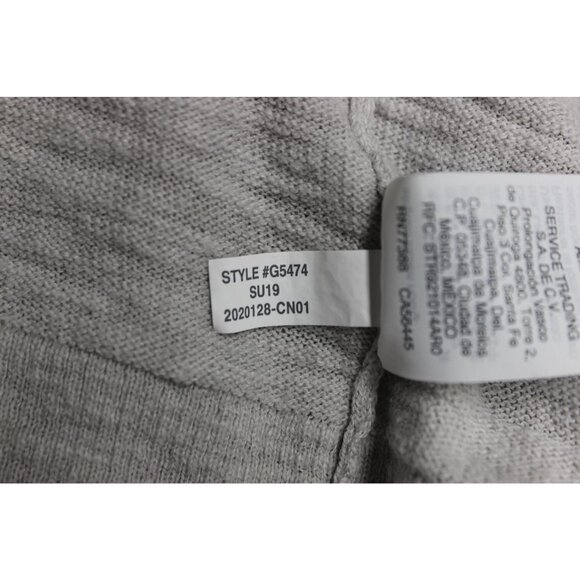 STYLE #G5474
SU19
2020128-CN01
SERVICE TRADING
S.A. DE C.V.
Prolongación Vasco
de Quiroga 4800, Torre 2,
Piso 3 Col. Santa Fe
Cuajimalpa, Del.
Cuajimalpa de Morelos
C.P. 05348, Ciudad de
México, MÉXICO
RFC: STR921014AR0
RN77388 CA56445